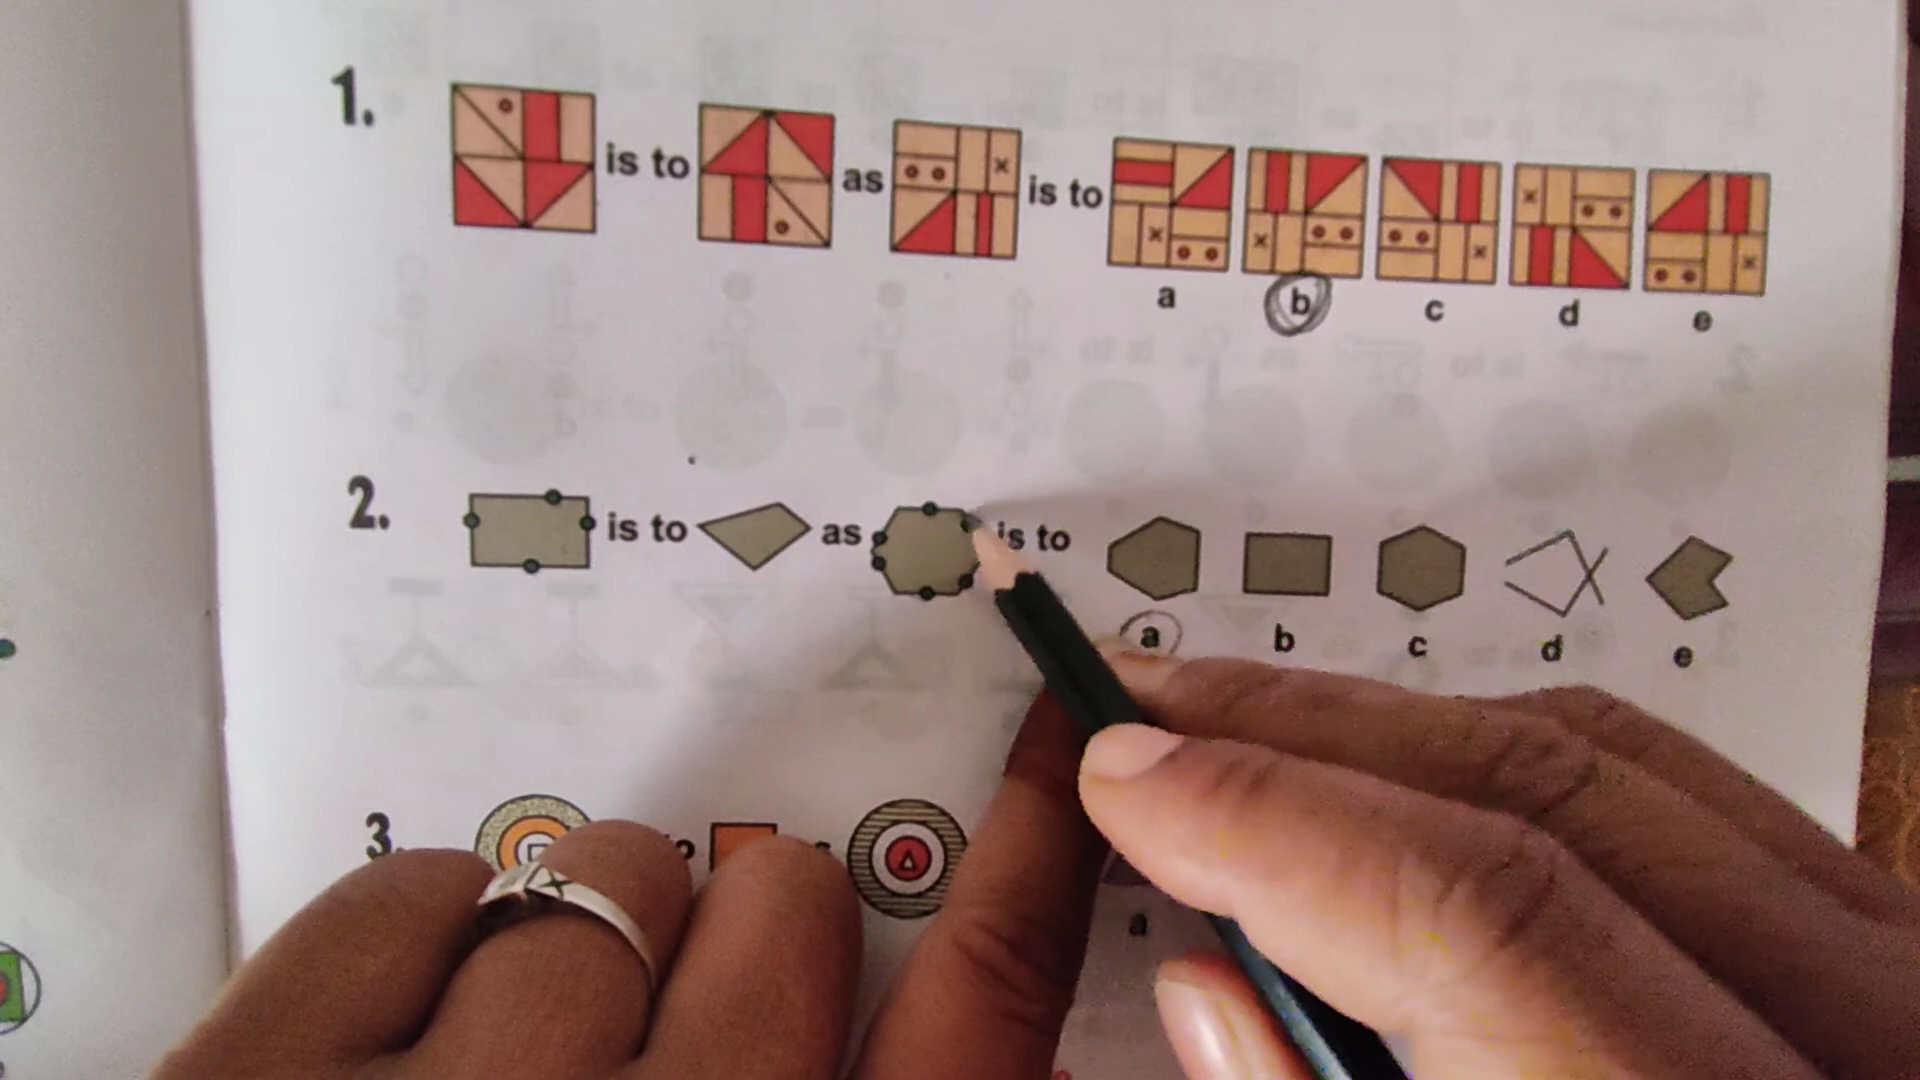 1. is to as is to
a b c d e
2. is to as is to
a b c d e
3.
a